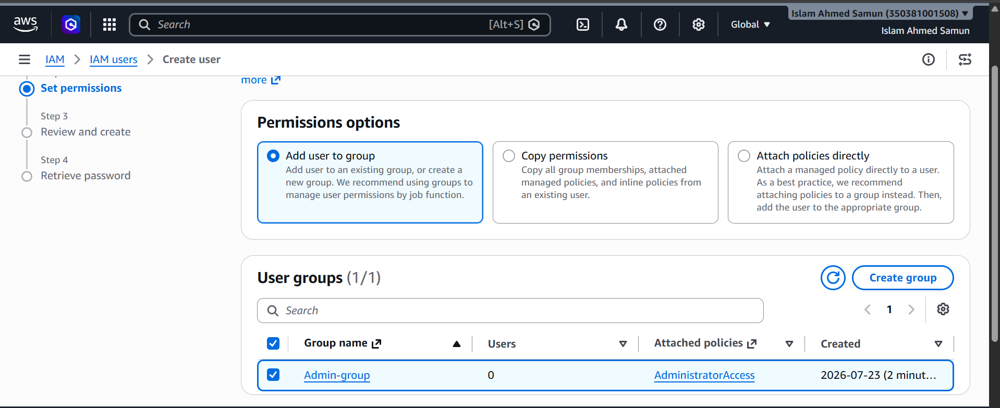 Islam Ahmed Samun (350381001508)
aws
Search [Alt+S]
Global
Islam Ahmed Samun
IAM > IAM users > Create user
more
Set permissions
Step 3
Review and create
Step 4
Retrieve password
Permissions options
Add user to group
Add user to an existing group, or create a
new group. We recommend using groups to
manage user permissions by job function.
Copy permissions
Copy all group memberships, attached
managed policies, and inline policies from
an existing user.
Attach policies directly
Attach a managed policy directly to a user.
As a best practice, we recommend
attaching policies to a group instead. Then,
add the user to the appropriate group.
User groups (1/1)
Create group
Search
1
Group name Users Attached policies Created
Admin-group 0 AdministratorAccess 2026-07-23 (2 minut...